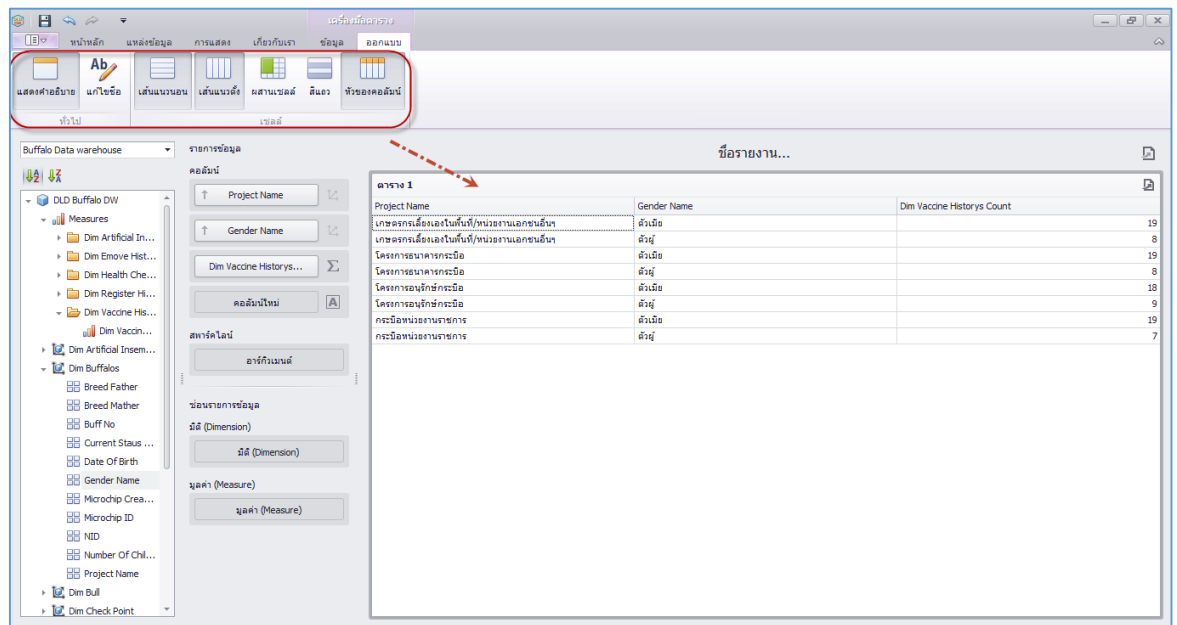 เครื่องมือตาราง
หน้าหลัก แหล่งข้อมูล การแสดง เกี่ยวกับเรา ข้อมูล ออกแบบ
Ab
แสดงคำอธิบาย แก้ไขชื่อ เส้นแนวนอน เส้นแนวตั้ง ผสานเซลล์ สีแถว หัวของคอลัมน์
ทั่วไป เซลล์
Buffalo Data warehouse
รายการข้อมูล
ชื่อรายงาน...
คอลัมน์
DLD Buffalo DW
Measures
Dim Artificial In...
Dim Emove Hist...
Dim Health Che...
Dim Register Hi...
Dim Vaccine His...
Dim Vaccin...
Dim Artificial Insem...
Dim Buffalos
Breed Father
Breed Mather
Buff No
Current Staus ...
Date Of Birth
Gender Name
Microchip Crea...
Microchip ID
NID
Number Of Chil...
Project Name
Dim Bull
Dim Check Point
Project Name
Gender Name
Dim Vaccine Historys...
คอลัมน์ใหม่
สพาร์คไลน์
อาร์กิวเมนต์
ซ่อนรายการข้อมูล
มิติ (Dimension)
มิติ (Dimension)
มูลค่า (Measure)
มูลค่า (Measure)
ตาราง 1
Project Name Gender Name Dim Vaccine Historys Count
เกษตรกรเลี้ยงเองในพื้นที่/หน่วยงานเอกชนอื่นๆ ตัวเมีย 19
เกษตรกรเลี้ยงเองในพื้นที่/หน่วยงานเอกชนอื่นๆ ตัวผู้ 8
โครงการธนาคารกระบือ ตัวเมีย 19
โครงการธนาคารกระบือ ตัวผู้ 8
โครงการอนุรักษ์กระบือ ตัวเมีย 18
โครงการอนุรักษ์กระบือ ตัวผู้ 9
กระบือหน่วยงานราชการ ตัวเมีย 19
กระบือหน่วยงานราชการ ตัวผู้ 7